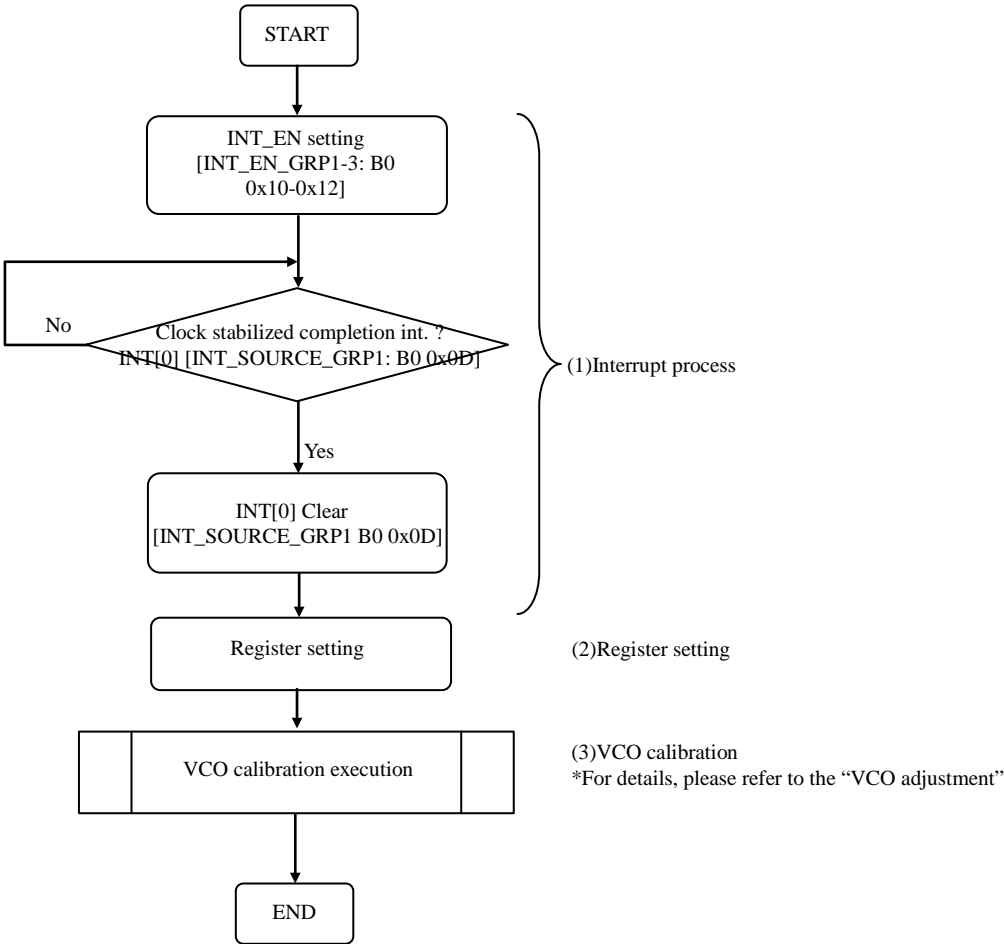 START
INT_EN setting
[INT_EN_GRP1-3: B0
0x10-0x12]
No
Clock stabilized completion int. ?
INT[0] [INT_SOURCE_GRP1: B0 0x0D]
(1)Interrupt process
Yes
INT[0] Clear
[INT_SOURCE_GRP1 B0 0x0D]
Register setting
(2)Register setting
VCO calibration execution
(3)VCO calibration
*For details, please refer to the “VCO adjustment”
END